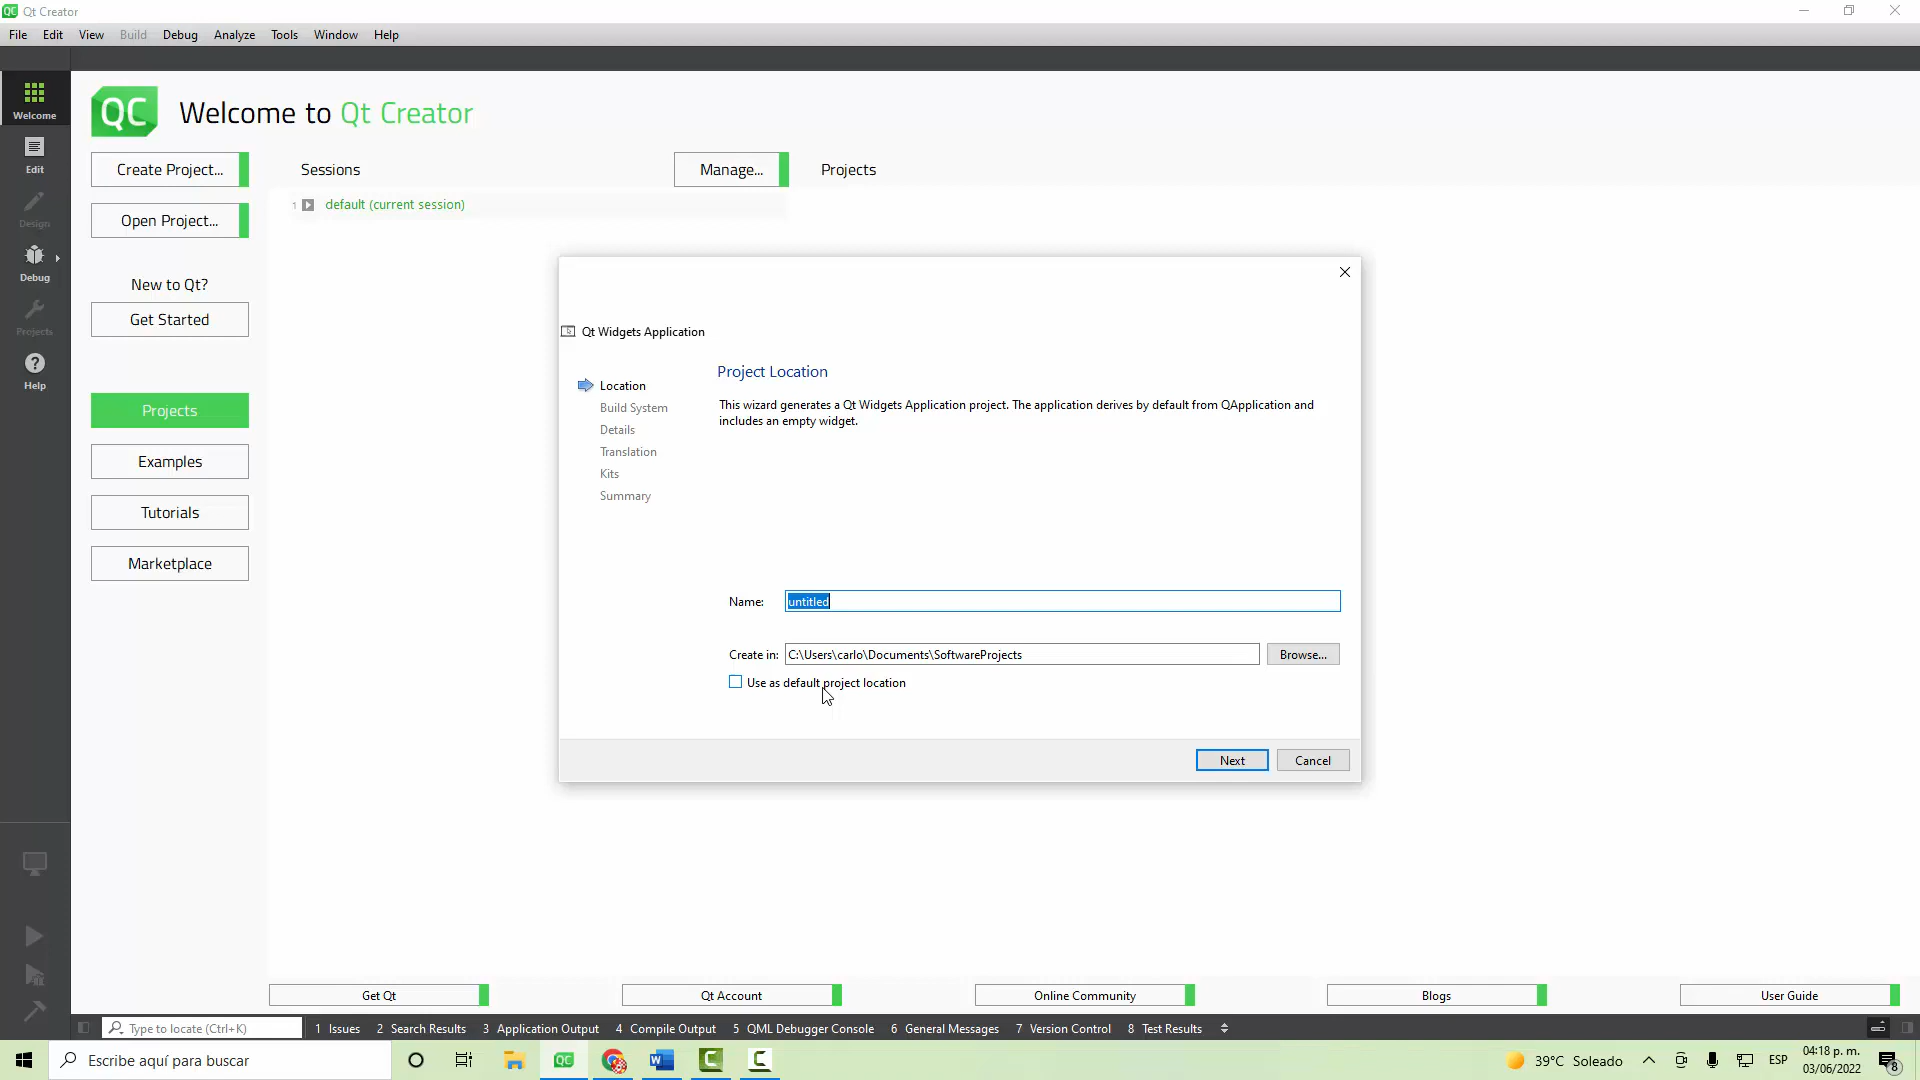 Qt Creator
File Edit View Build Debug Analyze Tools Window Help
Welcome
Edit
Design
Debug
Projects
Help
QC
Welcome to Qt Creator
Create Project...
Open Project...
New to Qt?
Get Started
Projects
Examples
Tutorials
Marketplace
Sessions
Manage...
Projects
1 default (current session)
Qt Widgets Application
Location
Build System
Details
Translation
Kits
Summary
Project Location
This wizard generates a Qt Widgets Application project. The application derives by default from QApplication and
includes an empty widget.
Name: untitled
Create in: C:\Users\carlo\Documents\SoftwareProjects Browse...
Use as default project location
Next Cancel
Get Qt Qt Account Online Community Blogs User Guide
Type to locate (Ctrl+K) 1 Issues 2 Search Results 3 Application Output 4 Compile Output 5 QML Debugger Console 6 General Messages 7 Version Control 8 Test Results
Escribe aquí para buscar
39°C Soleado
ESP
04:18 p. m.
03/06/2022
8